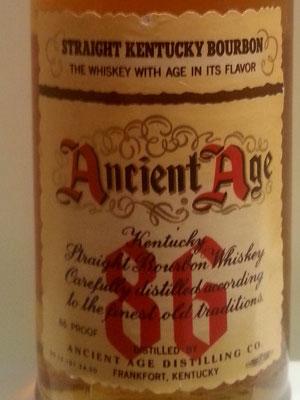 STRAIGHT KENTUCKY BOURBON
THE WHISKEY WITH AGE IN ITS FLAVOR
Ancient Age
86
Kentucky
Straight Bourbon Whiskey
Carefully distilled according
to the finest old traditions.
86 PROOF
DISTILLED BY
ANCIENT AGE DISTILLING CO.
FRANKFORT, KENTUCKY